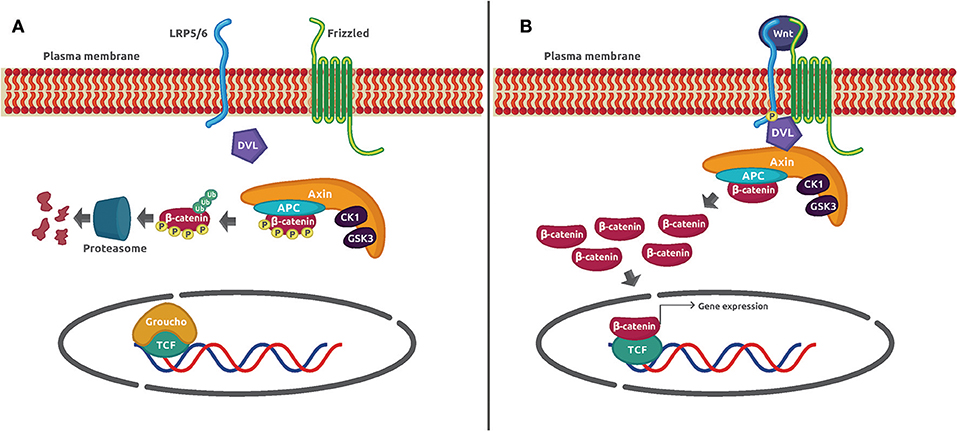 A
LRP5/6
Frizzled
Plasma membrane
DVL
Ub
Ub
Ub
Axin
APC
β-catenin
β-catenin
CK1
P P P P
P P P P
GSK3
Proteasome
Groucho
TCF
B
Wnt
Plasma membrane
P
DVL
Axin
APC
β-catenin
CK1
GSK3
β-catenin
β-catenin
β-catenin
β-catenin
β-catenin
Gene expression
β-catenin
TCF